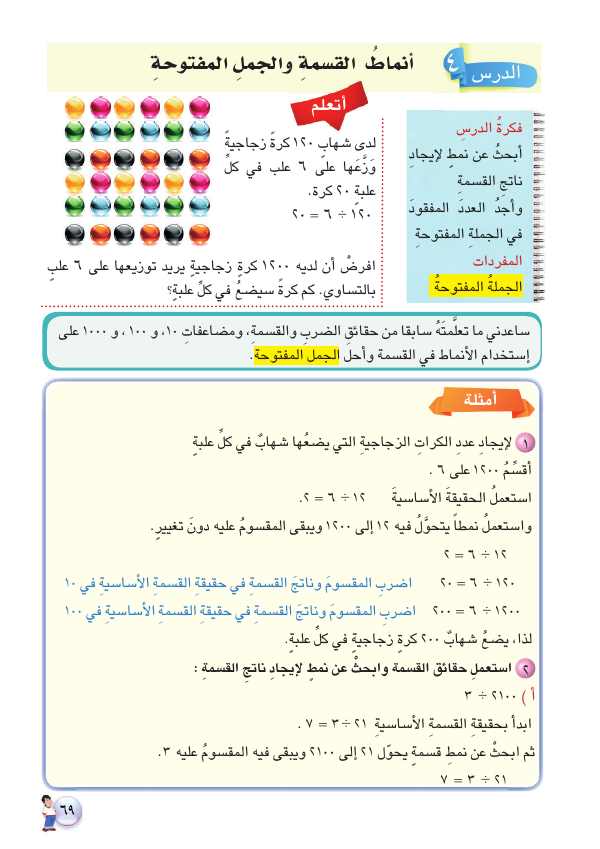 الدرس ٤
أنماطُ القسمةِ والجملِ المفتوحةِ
فكرةُ الدرسِ
أبحثُ عن نمطٍ لإيجادِ
ناتجِ القسمة
وأجدُ العددَ المفقودَ
في الجملةِ المفتوحةِ
المفردات
الجملةُ المفتوحةُ
أتعلم
لدى شهابٍ ١٢٠ كرةً زجاجيةً
وَزَّعَها على ٦ علب في كلِّ
علبةٍ ٢٠ كرة.
١٢٠ ÷ ٦ = ٢٠
افرضْ أن لديه ١٢٠٠ كرةٍ زجاجيةٍ يريد توزيعها على ٦ علبٍ
بالتساوي. كم كرةً سيضعُ في كلِّ علبةٍ؟
ساعدني ما تعلَّمتَهُ سابقا من حقائقِ الضربِ والقسمةِ، ومضاعفاتِ ١٠، و ١٠٠ ، و ١٠٠٠ على
إستخدام الأنماط في القسمة وأحل الجمل المفتوحة.
أمثلة
١ لإيجادِ عددِ الكراتِ الزجاجيةِ التي يضعُها شهابٌ في كلِّ علبةٍ
أقسِّمُ ١٢٠٠ على ٦ .
استعملُ الحقيقةَ الأساسيةَ ١٢ ÷ ٦ = ٢.
واستعملُ نمطاً يتحوَّلُ فيه ١٢ إلى ١٢٠٠ ويبقى المقسومُ عليه دونَ تغييرٍ.
١٢ ÷ ٦ = ٢
١٢٠ ÷ ٦ = ٢٠ اضربِ المقسومَ وناتجَ القسمةِ في حقيقةِ القسمةِ الأساسيةِ في ١٠
١٢٠٠ ÷ ٦ = ٢٠٠ اضربِ المقسومَ وناتجَ القسمةِ في حقيقةِ القسمةِ الأساسيةِ في ١٠٠
لذا، يضعُ شهابٌ ٢٠٠ كرةٍ زجاجيةٍ في كلِّ علبةٍ.
٢ استعملِ حقائق القسمة وابحثْ عن نمطٍ لإيجادِ ناتجِ القسمةِ :
أ ) ٢١٠٠ ÷ ٣
ابدأ بحقيقةِ القسمةِ الأساسيةِ ٢١ ÷ ٣ = ٧ .
ثم ابحثْ عن نمطِ قسمةٍ يحوّل ٢١ إلى ٢١٠٠ ويبقى فيه المقسومُ عليه ٣.
٢١ ÷ ٣ = ٧
٦٩